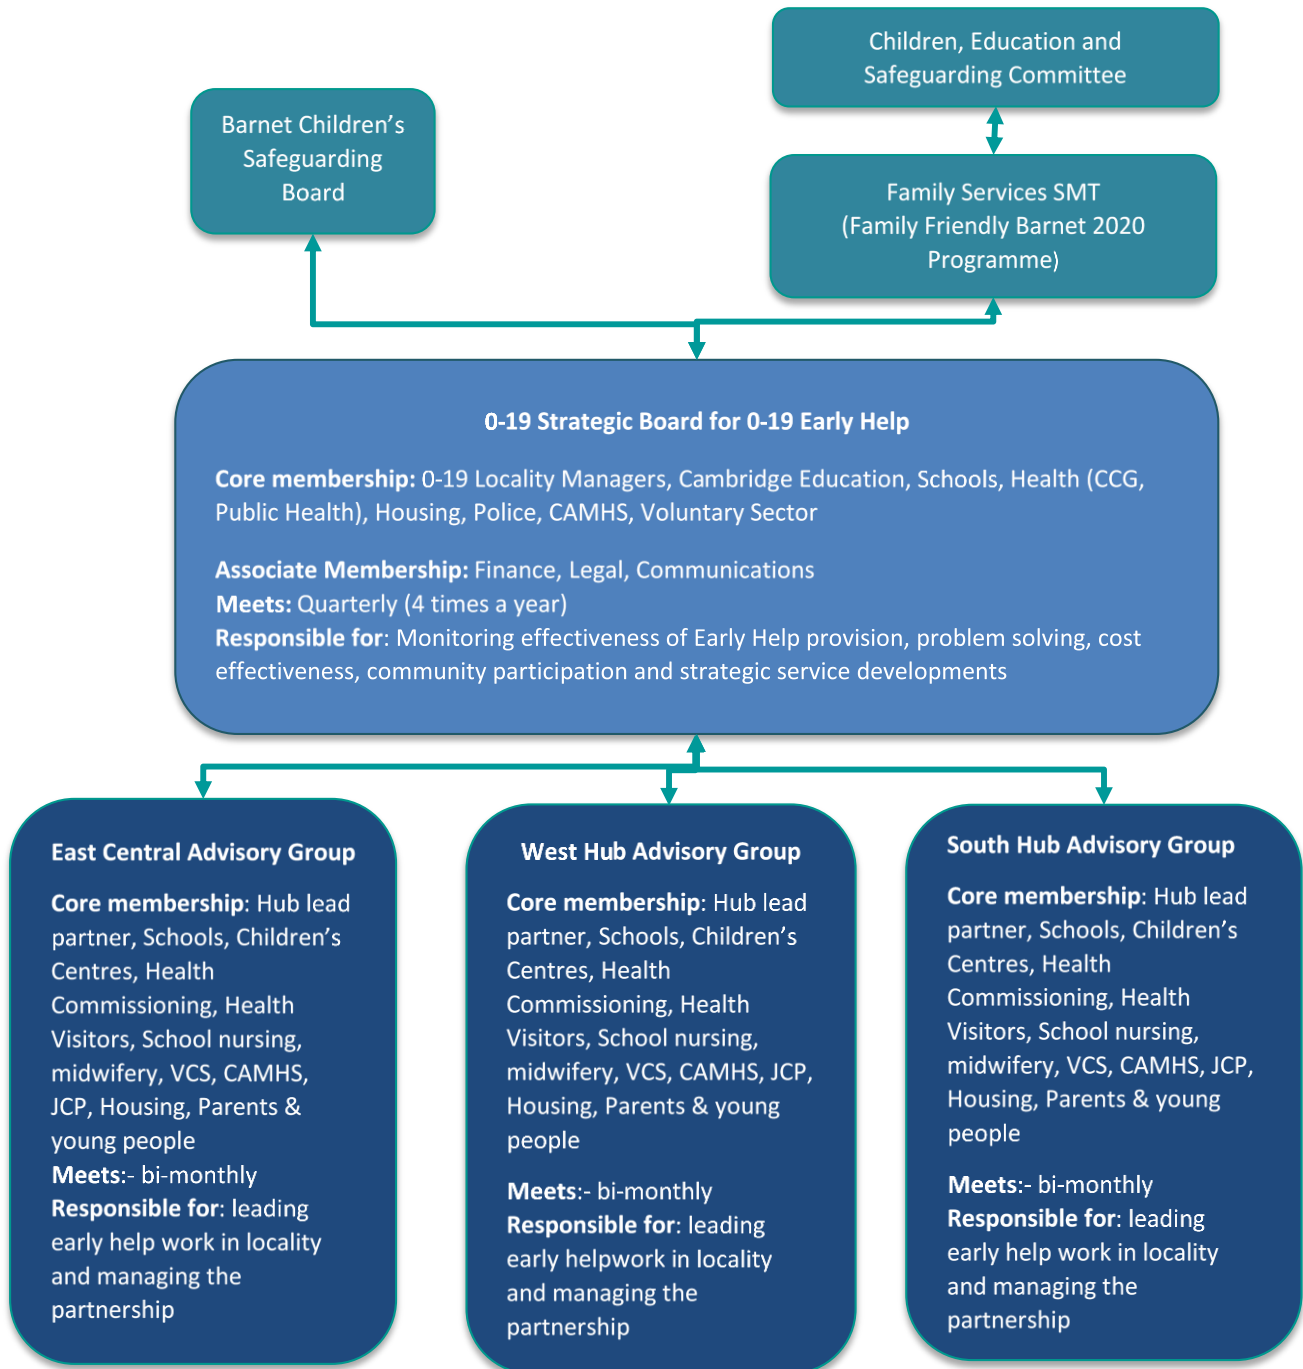 Children, Education and
Safeguarding Committee
Barnet Children’s
Safeguarding
Board
Family Services SMT
(Family Friendly Barnet 2020
Programme)
0-19 Strategic Board for 0-19 Early Help
Core membership: 0-19 Locality Managers, Cambridge Education, Schools, Health (CCG,
Public Health), Housing, Police, CAMHS, Voluntary Sector
Associate Membership: Finance, Legal, Communications
Meets: Quarterly (4 times a year)
Responsible for: Monitoring effectiveness of Early Help provision, problem solving, cost
effectiveness, community participation and strategic service developments
East Central Advisory Group
Core membership: Hub lead
partner, Schools, Children’s
Centres, Health
Commissioning, Health
Visitors, School nursing,
midwifery, VCS, CAMHS,
JCP, Housing, Parents &
young people
Meets:- bi-monthly
Responsible for: leading
early help work in locality
and managing the
partnership
West Hub Advisory Group
Core membership: Hub lead
partner, Schools, Children’s
Centres, Health
Commissioning, Health
Visitors, School nursing,
midwifery, VCS, CAMHS, JCP,
Housing, Parents & young
people
Meets:- bi-monthly
Responsible for: leading
early helpwork in locality
and managing the
partnership
South Hub Advisory Group
Core membership: Hub lead
partner, Schools, Children’s
Centres, Health
Commissioning, Health
Visitors, School nursing,
midwifery, VCS, CAMHS, JCP,
Housing, Parents & young
people
Meets:- bi-monthly
Responsible for: leading
early help work in locality
and managing the
partnership